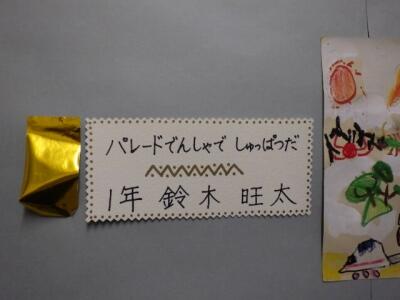 パレードでんしゃで しゅっぱつだ
1年 鈴木 旺太